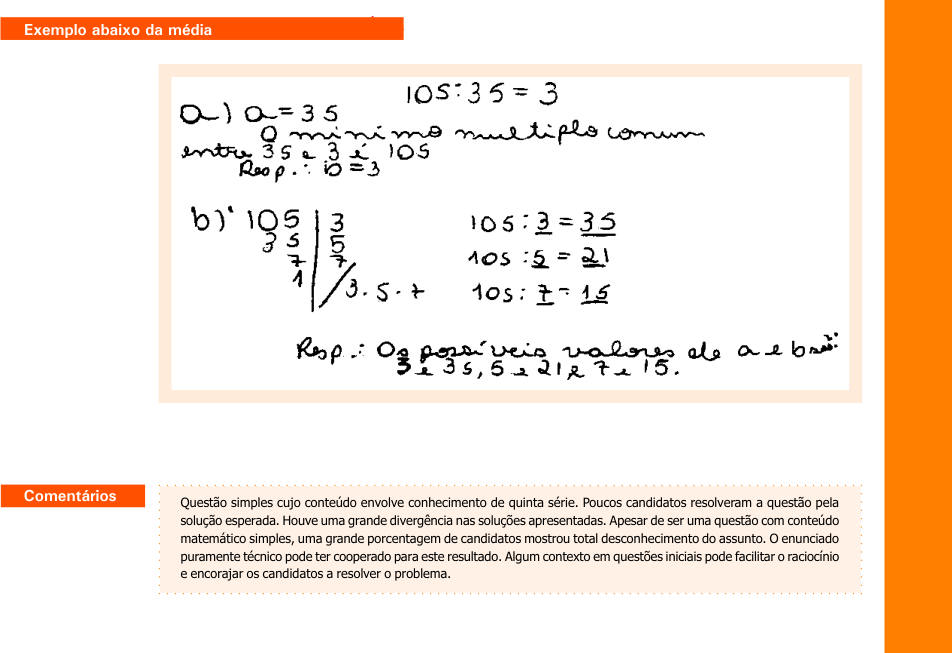 Exemplo abaixo da média
105:35 = 3
a) a = 35
O minimo multiplo comum
entre 35 e 3 é 105
Resp.: b = 3
b) 105 | 3 105 : 3 = 35
35 5
7 7 105 : 5 = 21
1 /3.5.7 105 : 7 = 15
Resp.: Os possíveis valores de a e b são:
3 e 35, 5 e 21 e 7 e 15.
Comentários
Questão simples cujo conteúdo envolve conhecimento de quinta série. Poucos candidatos resolveram a questão pela
solução esperada. Houve uma grande divergência nas soluções apresentadas. Apesar de ser uma questão com conteúdo
matemático simples, uma grande porcentagem de candidatos mostrou total desconhecimento do assunto. O enunciado
puramente técnico pode ter cooperado para este resultado. Algum contexto em questões iniciais pode facilitar o raciocínio
e encorajar os candidatos a resolver o problema.